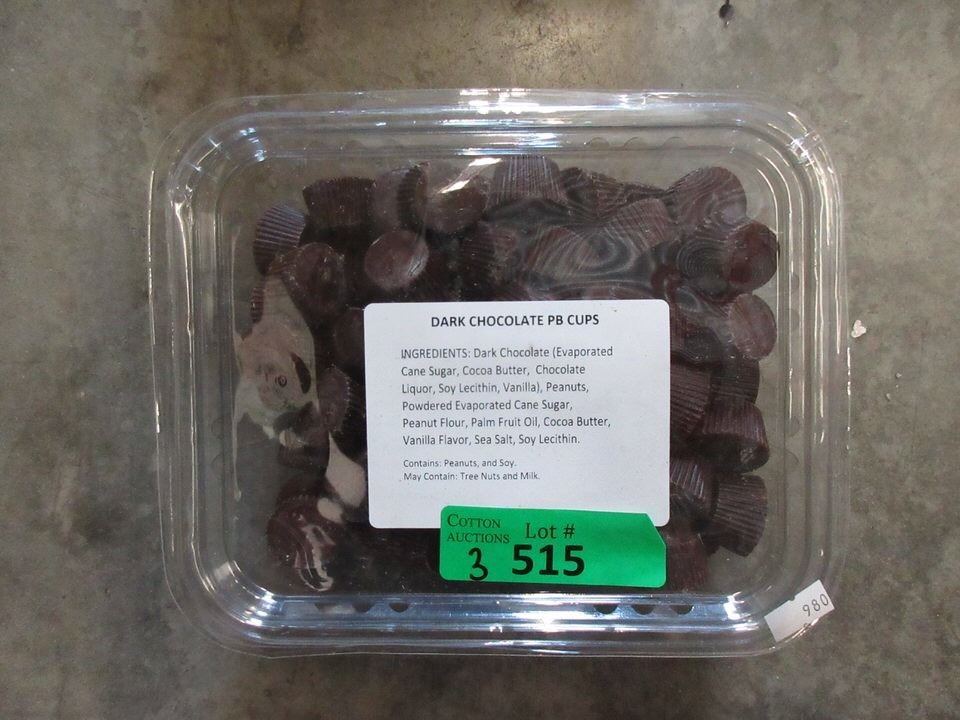 DARK CHOCOLATE PB CUPS
INGREDIENTS: Dark Chocolate (Evaporated
Cane Sugar, Cocoa Butter, Chocolate
Liquor, Soy Lecithin, Vanilla), Peanuts,
Powdered Evaporated Cane Sugar,
Peanut Flour, Palm Fruit Oil, Cocoa Butter,
Vanilla Flavor, Sea Salt, Soy Lecithin.
Contains: Peanuts, and Soy.
May Contain: Tree Nuts and Milk.
COTTON
AUCTIONS Lot #
3 515
980